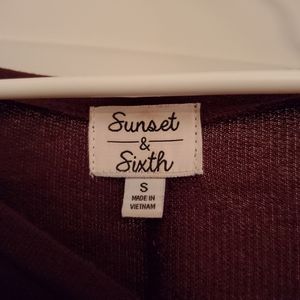 Sunset
&
Sixth
S
MADE IN
VIETNAM